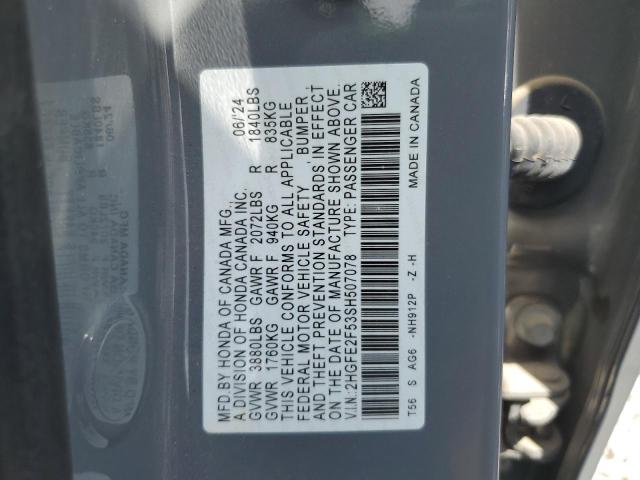 MFD.BY HONDA OF CANADA MFG., 06/'24
A DIVISION OF HONDA CANADA INC.
GVWR 3880LBS GAWR F 2072LBS R 1840LBS
GVWR 1760KG GAWR F 940KG R 835KG
THIS VEHICLE CONFORMS TO ALL APPLICABLE
FEDERAL MOTOR VEHICLE SAFETY, BUMPER,
AND THEFT PREVENTION STANDARDS IN EFFECT
ON THE DATE OF MANUFACTURE SHOWN ABOVE.
V.I.N.: 2HGFE2F53SH507078 TYPE: PASSENGER CAR
T56 S AG6 -NH912P -Z -H MADE IN CANADA